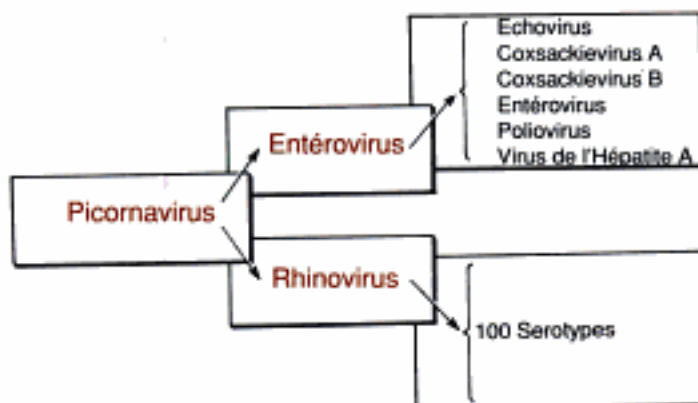 Echovirus
Coxsackievirus A
Coxsackievirus B
Entérovirus
Poliovirus
Virus de l'Hépatite A
Entérovirus
Picornavirus
Rhinovirus
100 Serotypes